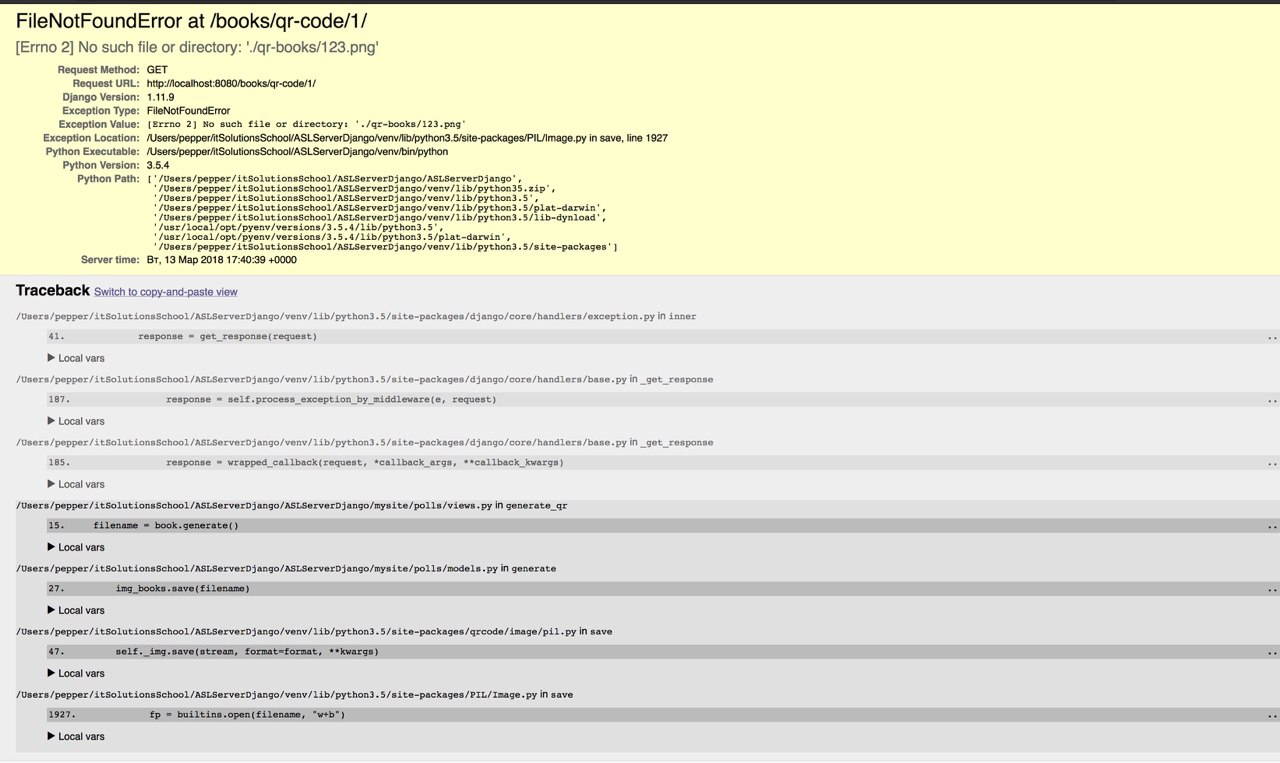 FileNotFoundError at /books/qr-code/1/
[Errno 2] No such file or directory: './qr-books/123.png'
Request Method: GET
Request URL: http://localhost:8080/books/qr-code/1/
Django Version: 1.11.9
Exception Type: FileNotFoundError
Exception Value: [Errno 2] No such file or directory: './qr-books/123.png'
Exception Location: /Users/pepper/itSolutionsSchool/ASLServerDjango/venv/lib/python3.5/site-packages/PIL/Image.py in save, line 1927
Python Executable: /Users/pepper/itSolutionsSchool/ASLServerDjango/venv/bin/python
Python Version: 3.5.4
Python Path: ['/Users/pepper/itSolutionsSchool/ASLServerDjango/ASLServerDjango',
'/Users/pepper/itSolutionsSchool/ASLServerDjango/venv/lib/python35.zip',
'/Users/pepper/itSolutionsSchool/ASLServerDjango/venv/lib/python3.5',
'/Users/pepper/itSolutionsSchool/ASLServerDjango/venv/lib/python3.5/plat-darwin',
'/Users/pepper/itSolutionsSchool/ASLServerDjango/venv/lib/python3.5/lib-dynload',
'/usr/local/opt/pyenv/versions/3.5.4/lib/python3.5',
'/usr/local/opt/pyenv/versions/3.5.4/lib/python3.5/plat-darwin',
'/Users/pepper/itSolutionsSchool/ASLServerDjango/venv/lib/python3.5/site-packages']
Server time: Вт, 13 Мар 2018 17:40:39 +0000
Traceback Switch to copy-and-paste view
/Users/pepper/itSolutionsSchool/ASLServerDjango/venv/lib/python3.5/site-packages/django/core/handlers/exception.py in inner
41. response = get_response(request) ..
▶ Local vars
/Users/pepper/itSolutionsSchool/ASLServerDjango/venv/lib/python3.5/site-packages/django/core/handlers/base.py in _get_response
187. response = self.process_exception_by_middleware(e, request) ..
▶ Local vars
/Users/pepper/itSolutionsSchool/ASLServerDjango/venv/lib/python3.5/site-packages/django/core/handlers/base.py in _get_response
185. response = wrapped_callback(request, *callback_args, **callback_kwargs) ..
▶ Local vars
/Users/pepper/itSolutionsSchool/ASLServerDjango/ASLServerDjango/mysite/polls/views.py in generate_qr
15. filename = book.generate() ..
▶ Local vars
/Users/pepper/itSolutionsSchool/ASLServerDjango/ASLServerDjango/mysite/polls/models.py in generate
27. img_books.save(filename) ..
▶ Local vars
/Users/pepper/itSolutionsSchool/ASLServerDjango/venv/lib/python3.5/site-packages/qrcode/image/pil.py in save
47. self._img.save(stream, format=format, **kwargs) ..
▶ Local vars
/Users/pepper/itSolutionsSchool/ASLServerDjango/venv/lib/python3.5/site-packages/PIL/Image.py in save
1927. fp = builtins.open(filename, "w+b") ..
▶ Local vars